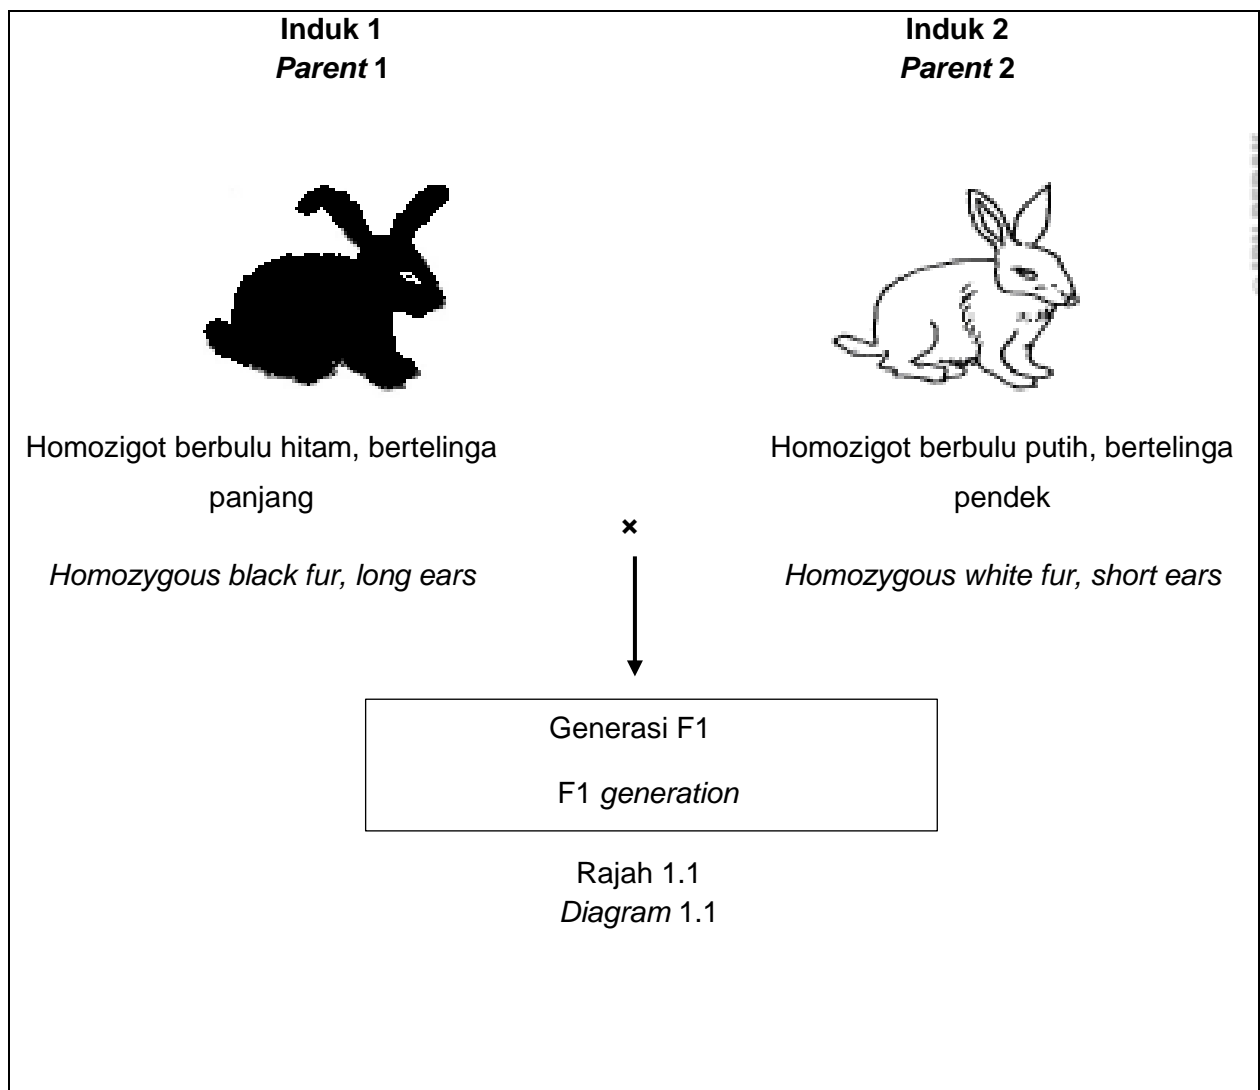 Induk 1
Parent 1
Induk 2
Parent 2
Homozigot berbulu hitam, bertelinga
panjang
Homozygous black fur, long ears
Homozigot berbulu putih, bertelinga
pendek
Homozygous white fur, short ears
×
Generasi F1
F1 generation
Rajah 1.1
Diagram 1.1